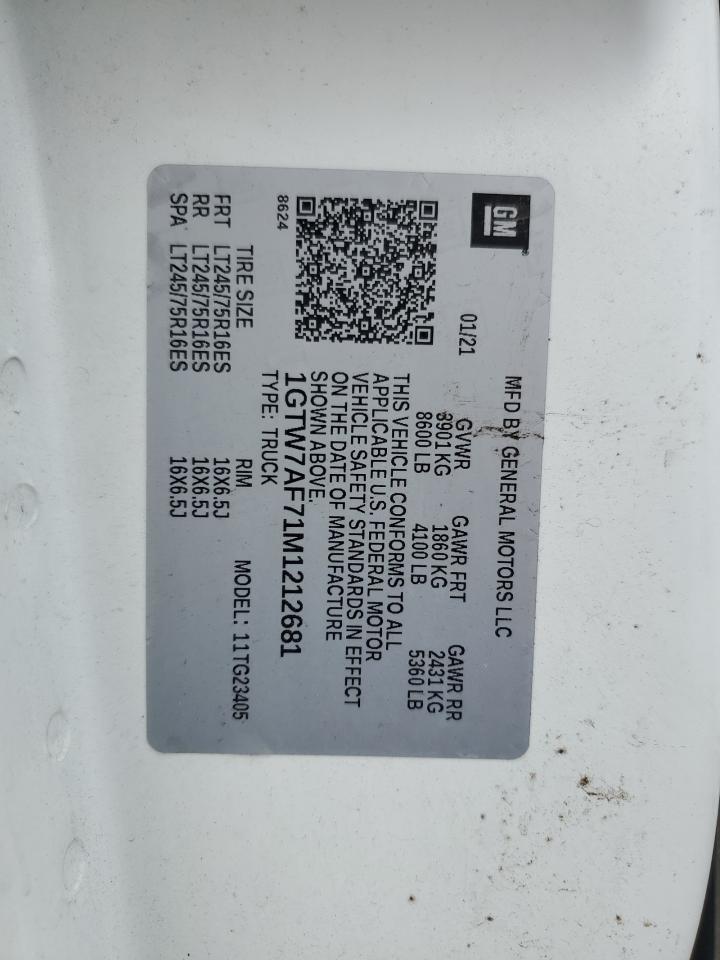 GM
MFD BY GENERAL MOTORS LLC
01/21
GVWR GAWR FRT GAWR RR
3901 KG 1860 KG 2431 KG
8600 LB 4100 LB 5360 LB
THIS VEHICLE CONFORMS TO ALL
APPLICABLE U.S. FEDERAL MOTOR
VEHICLE SAFETY STANDARDS IN EFFECT
ON THE DATE OF MANUFACTURE
SHOWN ABOVE.
1GTW7AF71M1212681
8624
TYPE: TRUCK
TIRE SIZE RIM MODEL: 11TG23405
FRT LT245/75R16ES 16X6.5J
RR LT245/75R16ES 16X6.5J
SPA LT245/75R16ES 16X6.5J